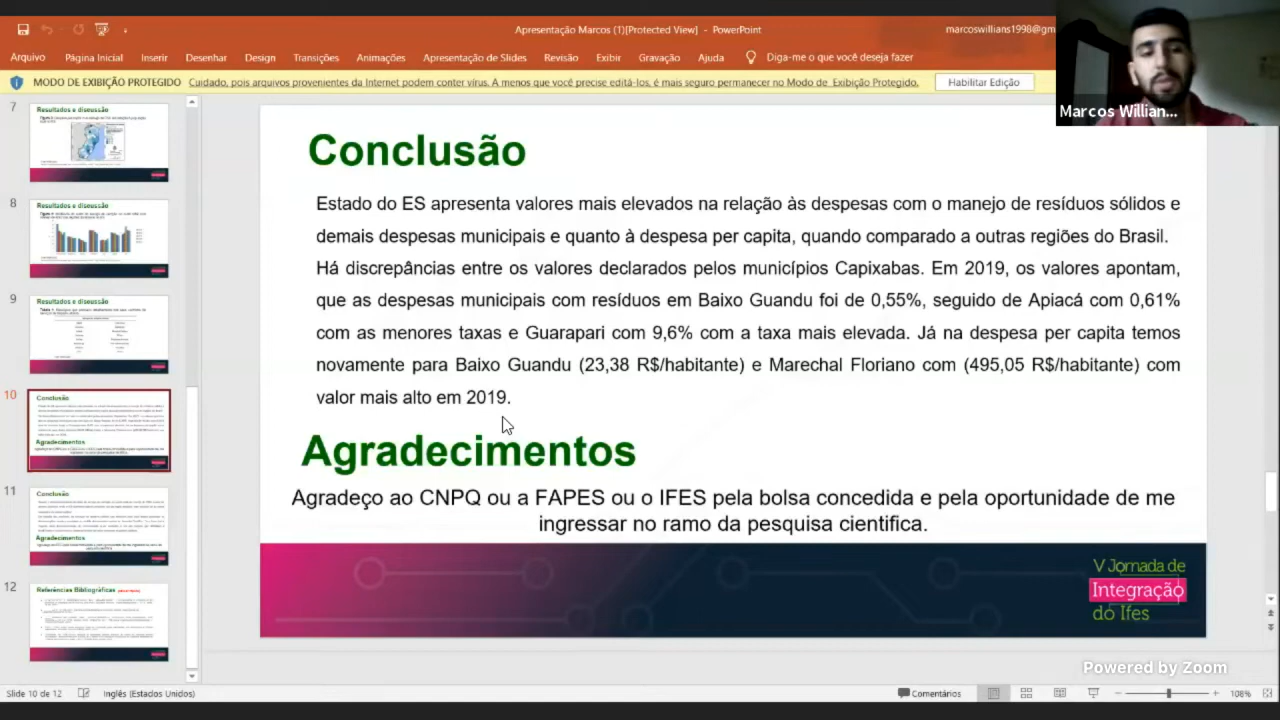 Apresentação Marcos (1)[Protected View] - PowerPoint
marcoswillians1998@gm
Arquivo Página Inicial Inserir Desenhar Design Transições Animações Apresentação de Slides Revisão Exibir Gravação Ajuda Diga-me o que você deseja fazer
MODO DE EXIBIÇÃO PROTEGIDO Cuidado, pois arquivos provenientes da Internet podem conter vírus. A menos que você precise editá-los, é mais seguro permanecer no Modo de Exibição Protegido. Habilitar Edição
Marcos Willian...
7
Resultados e discussão
8
Resultados e discussão
9
Resultados e discussão
10
Conclusão
Agradecimentos
11
Conclusão
Agradecimentos
12
Referências Bibliográficas
Conclusão
Estado do ES apresenta valores mais elevados na relação às despesas com o manejo de resíduos sólidos e
demais despesas municipais e quanto à despesa per capita, quando comparado a outras regiões do Brasil.
Há discrepâncias entre os valores declarados pelos municípios Capixabas. Em 2019, os valores apontam,
que as despesas municipais com resíduos em Baixo Guandu foi de 0,55%, seguido de Apiacá com 0,61%
com as menores taxas e Guarapari com 9,6% com a taxa mais elevada. Já na despesa per capita temos
novamente para Baixo Guandu (23,38 R$/habitante) e Marechal Floriano com (495,05 R$/habitante) com
valor mais alto em 2019.
Agradecimentos
Agradeço ao CNPQ ou a FAPES ou o IFES pela bolsa concedida e pela oportunidade de me
ingressar no ramo da pesquisa científica.
V Jornada de
Integração
do Ifes
Powered by Zoom
Slide 10 de 12 Inglês (Estados Unidos) Comentários 108%